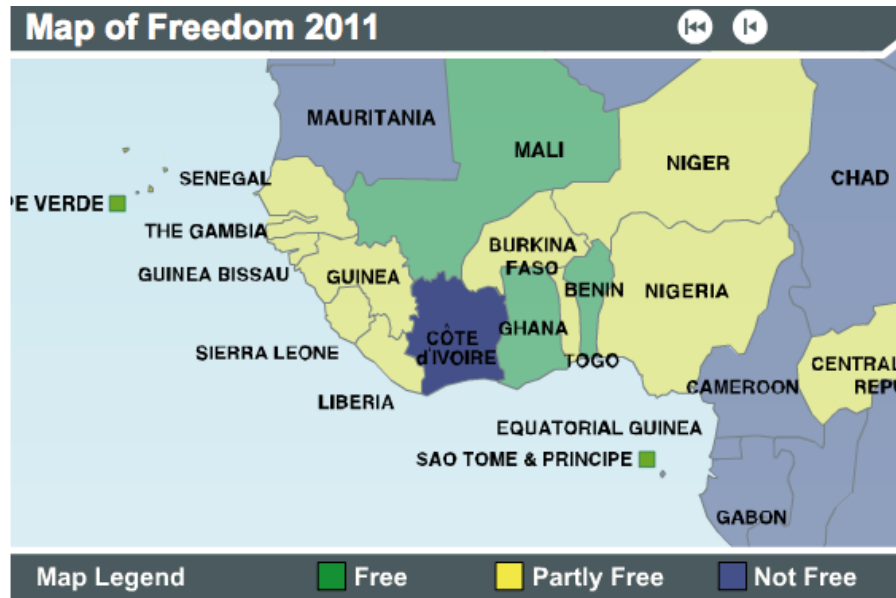 Map of Freedom 2011
MAURITANIA
MALI
NIGER
CHAD
SENEGAL
PE VERDE
THE GAMBIA
GUINEA BISSAU
GUINEA
BURKINA
FASO
BENIN
NIGERIA
GHANA
CÔTE
d'IVOIRE
SIERRA LEONE
TOGO
CENTRAL
REPU
CAMEROON
LIBERIA
EQUATORIAL GUINEA
SAO TOME & PRINCIPE
GABON
Map Legend Free Partly Free Not Free